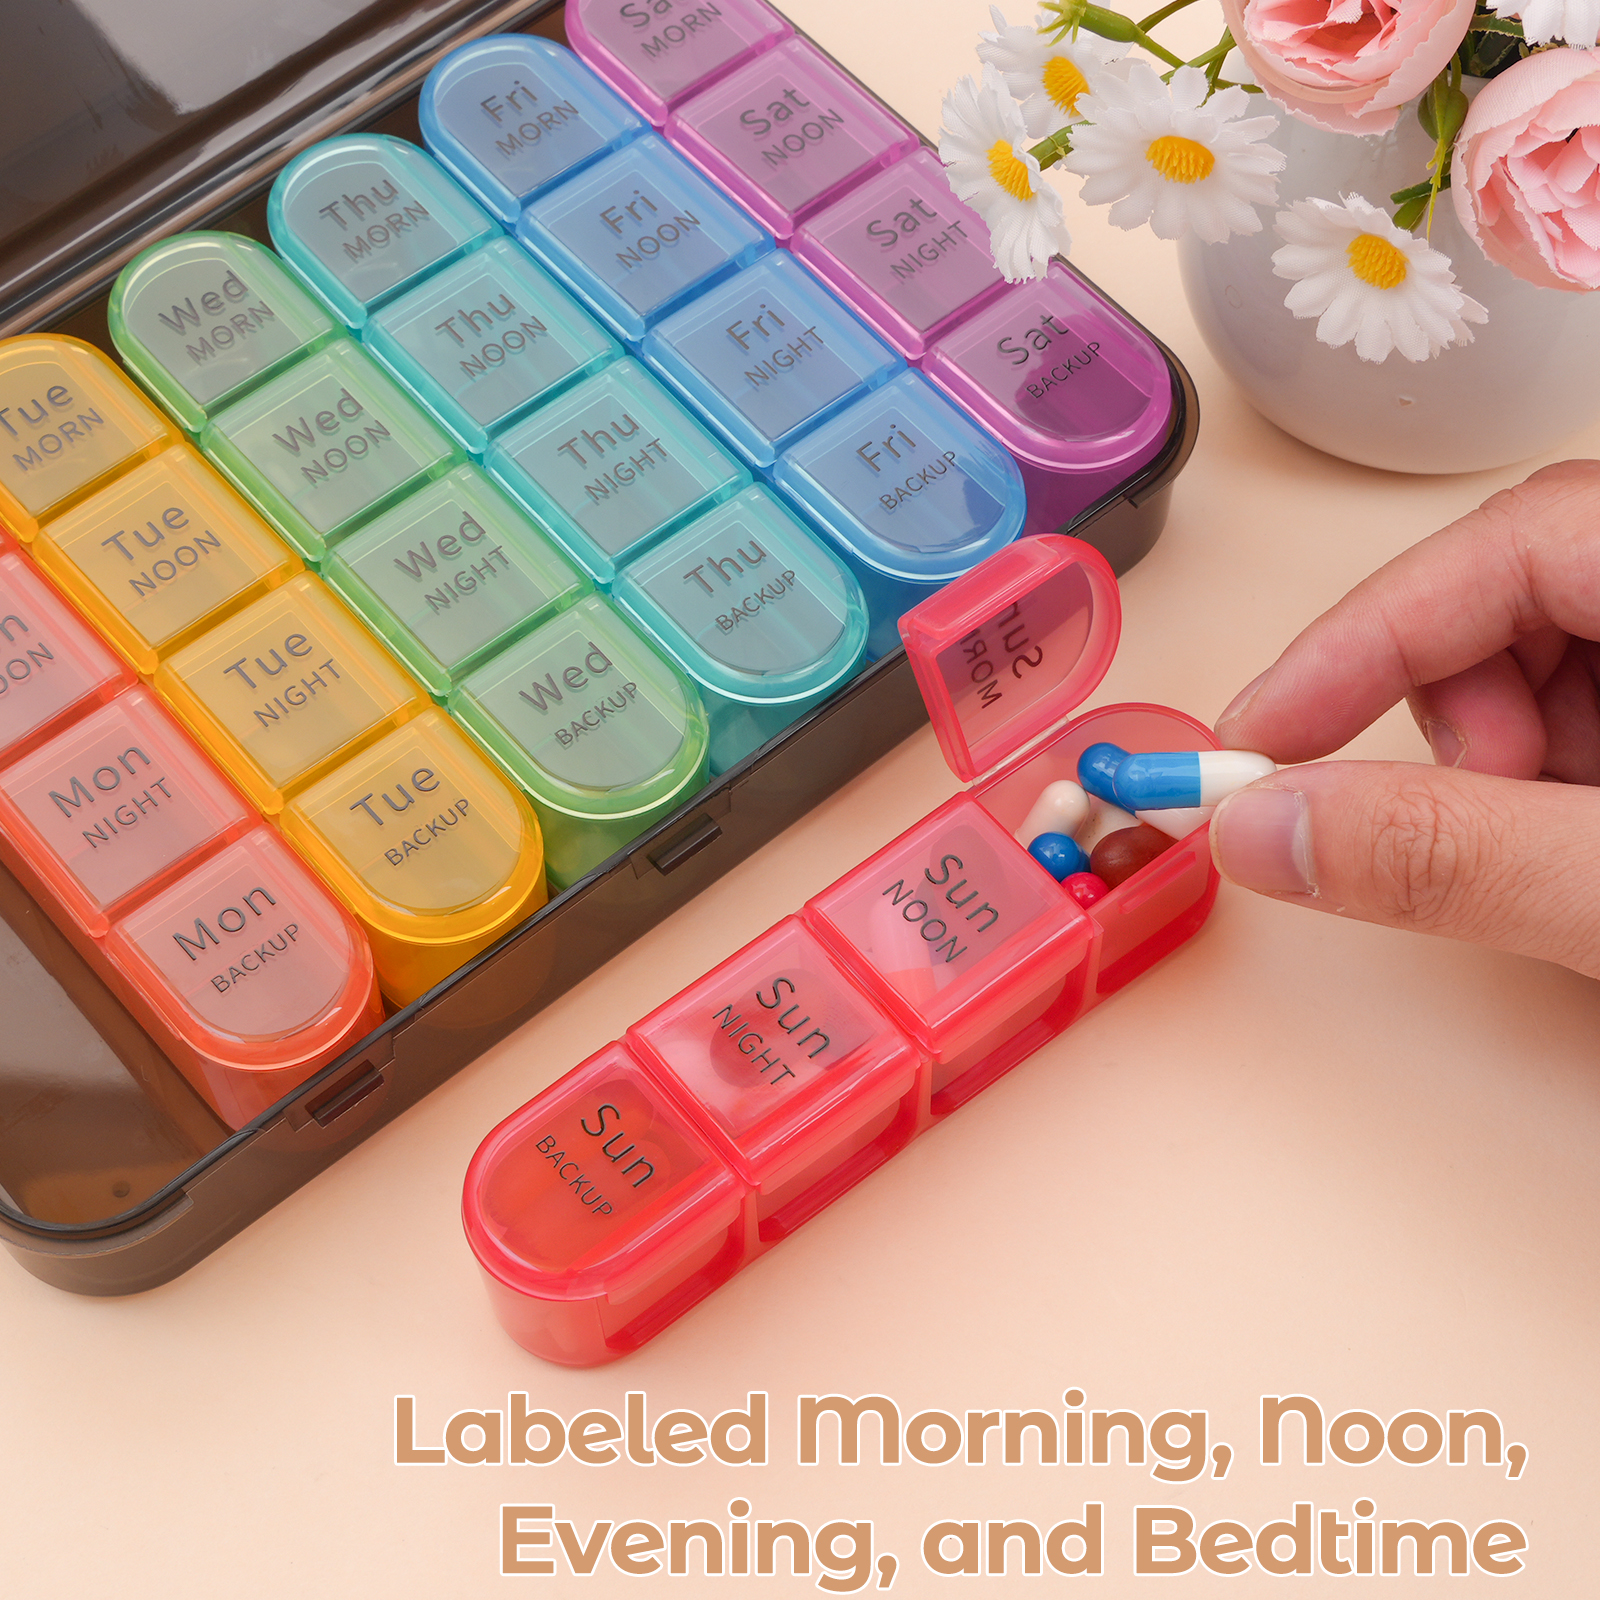 Sat
MORN
Sat
NOON
Sat
NIGHT
Sat
BACKUP
Fri
MORN
Fri
NOON
Fri
NIGHT
Fri
BACKUP
Thu
MORN
Thu
NOON
Thu
NIGHT
Thu
BACKUP
Wed
MORN
Wed
NOON
Wed
NIGHT
Wed
BACKUP
Tue
MORN
Tue
NOON
Tue
NIGHT
Tue
BACKUP
Mon
NIGHT
Mon
BACKUP
Sun
MOR
Sun
NOON
Sun
NIGHT
Sun
BACKUP
Labeled Morning, Noon,
Evening, and Bedtime